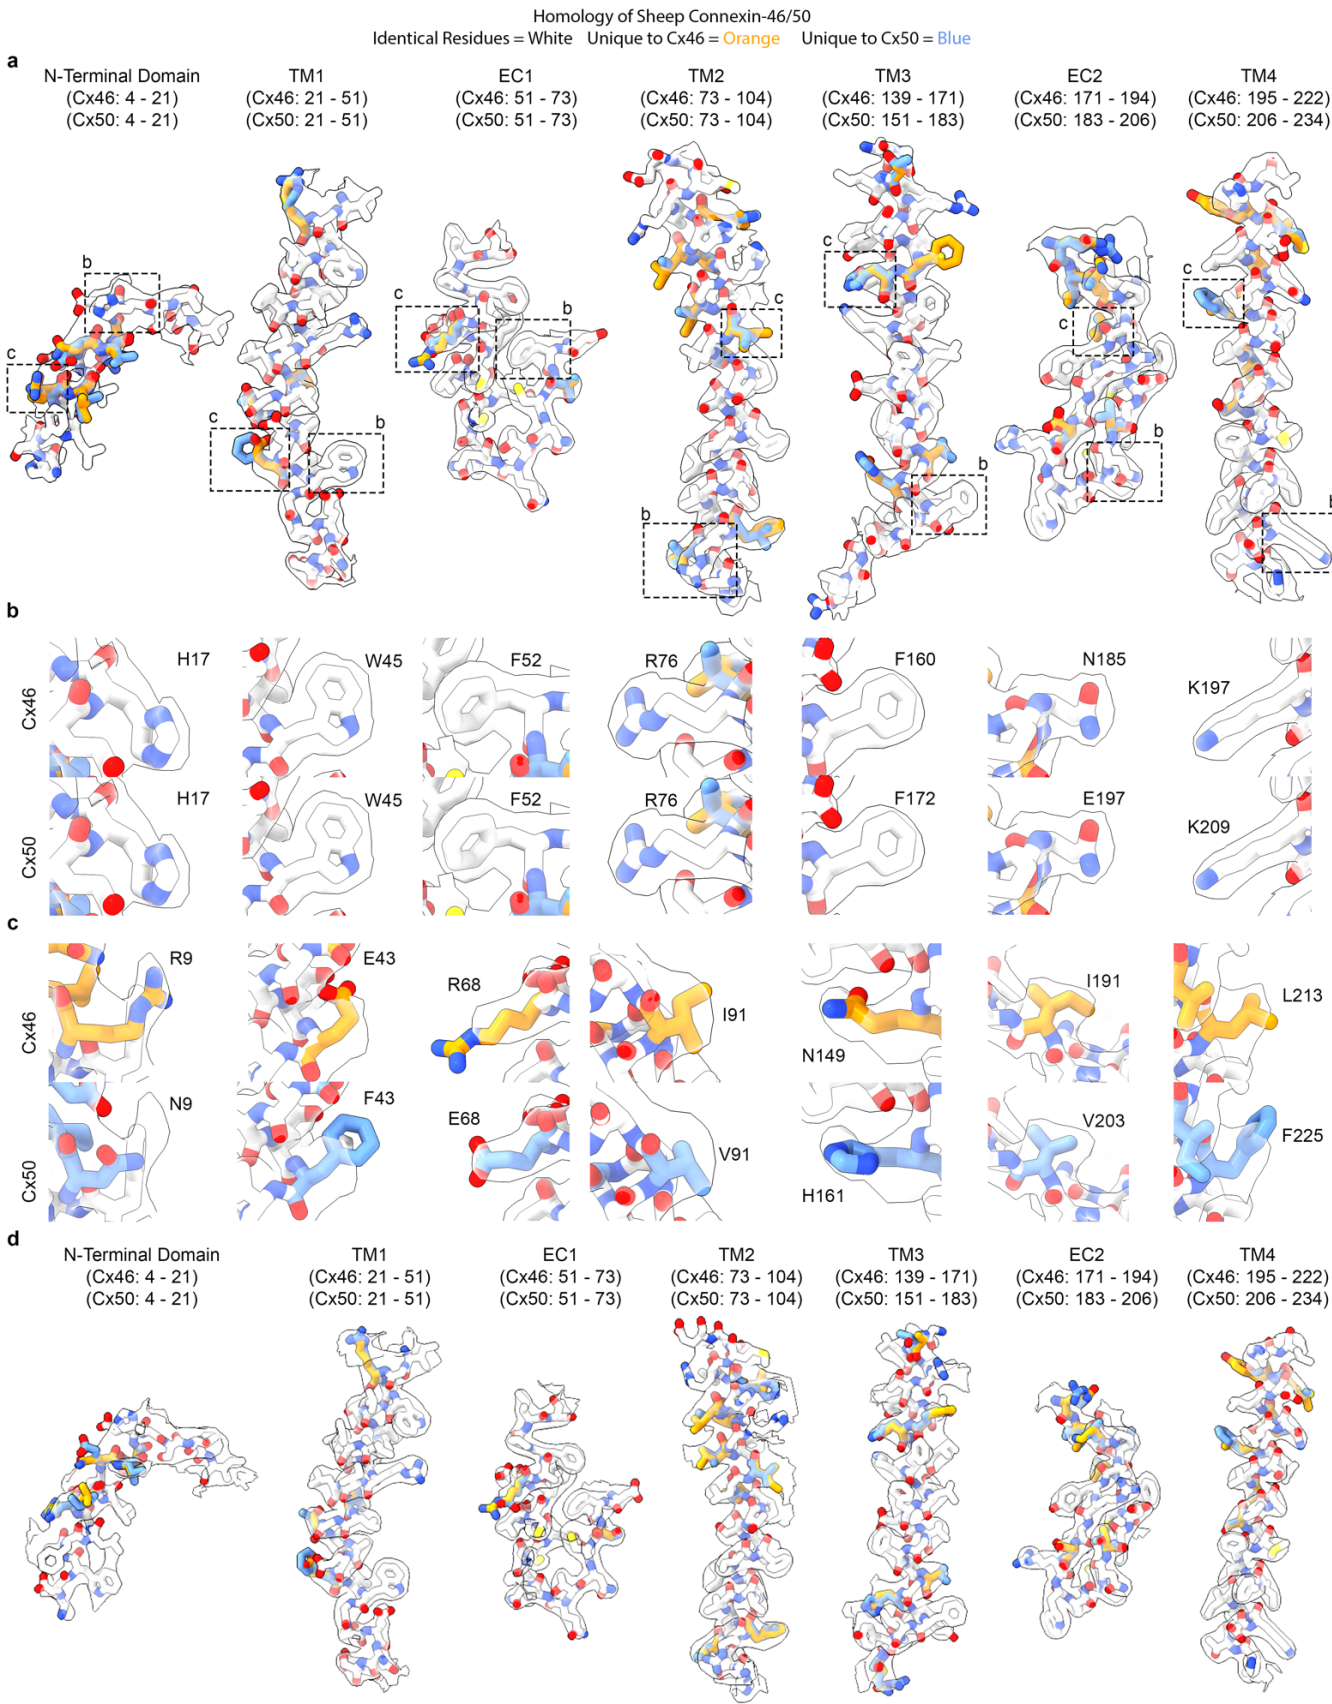 Homology of Sheep Connexin-46/50
Identical Residues = White Unique to Cx46 = Orange Unique to Cx50 = Blue
a
N-Terminal Domain
(Cx46: 4 - 21)
(Cx50: 4 - 21)
TM1
(Cx46: 21 - 51)
(Cx50: 21 - 51)
EC1
(Cx46: 51 - 73)
(Cx50: 51 - 73)
TM2
(Cx46: 73 - 104)
(Cx50: 73 - 104)
TM3
(Cx46: 139 - 171)
(Cx50: 151 - 183)
EC2
(Cx46: 171 - 194)
(Cx50: 183 - 206)
TM4
(Cx46: 195 - 222)
(Cx50: 206 - 234)
b
c
c
b
c
b
c
b
c
b
c
b
c
b
b
Cx46
H17
W45
F52
R76
F160
N185
K197
Cx50
H17
W45
F52
R76
F172
E197
K209
c
Cx46
R9
E43
R68
I91
N149
I191
L213
Cx50
N9
F43
E68
V91
H161
V203
F225
d
N-Terminal Domain
(Cx46: 4 - 21)
(Cx50: 4 - 21)
TM1
(Cx46: 21 - 51)
(Cx50: 21 - 51)
EC1
(Cx46: 51 - 73)
(Cx50: 51 - 73)
TM2
(Cx46: 73 - 104)
(Cx50: 73 - 104)
TM3
(Cx46: 139 - 171)
(Cx50: 151 - 183)
EC2
(Cx46: 171 - 194)
(Cx50: 183 - 206)
TM4
(Cx46: 195 - 222)
(Cx50: 206 - 234)